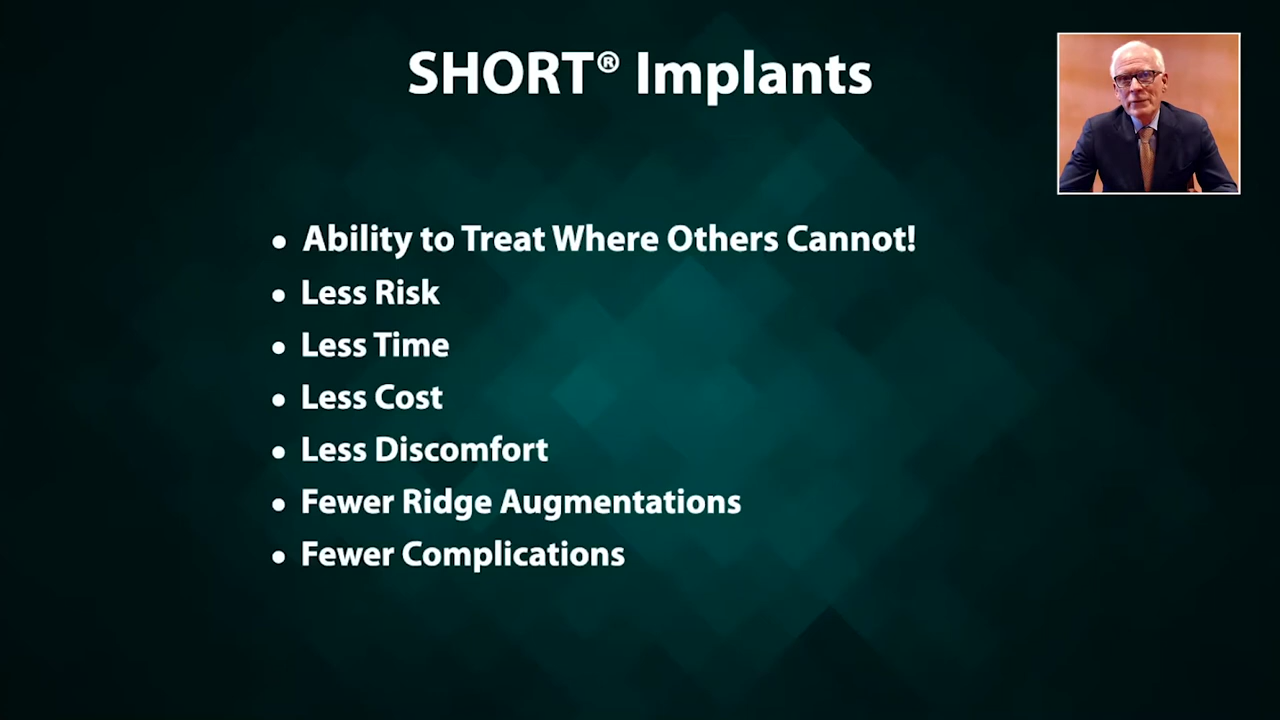 SHORT® Implants
• Ability to Treat Where Others Cannot!
• Less Risk
• Less Time
• Less Cost
• Less Discomfort
• Fewer Ridge Augmentations
• Fewer Complications